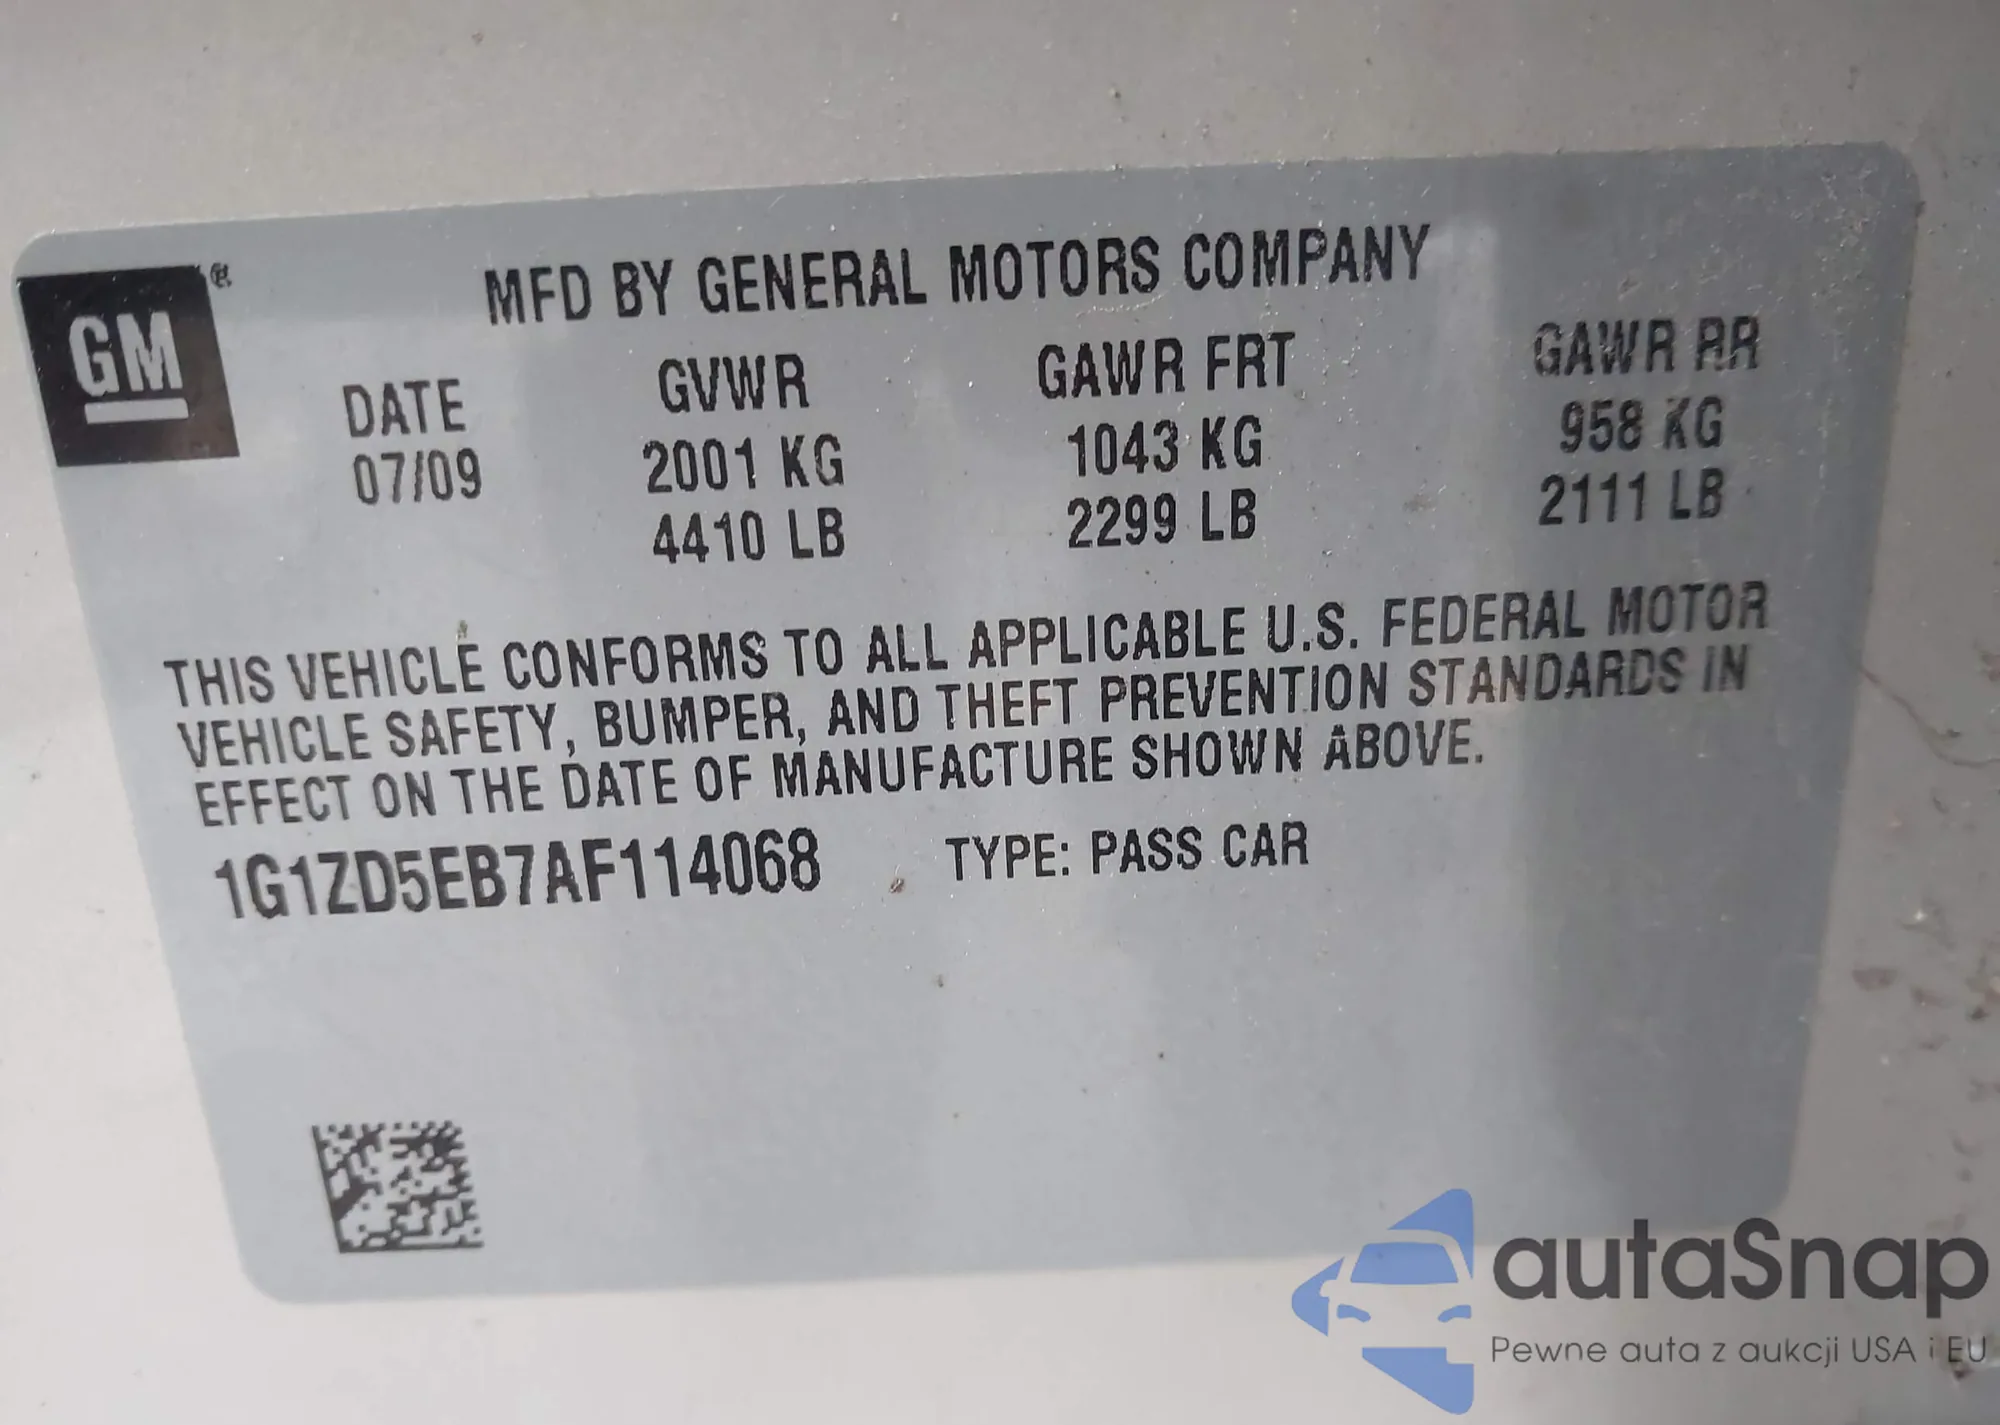 GM®
MFD BY GENERAL MOTORS COMPANY
DATE GVWR GAWR FRT GAWR RR
07/09 2001 KG 1043 KG 958 KG
4410 LB 2299 LB 2111 LB
THIS VEHICLE CONFORMS TO ALL APPLICABLE U.S. FEDERAL MOTOR
VEHICLE SAFETY, BUMPER, AND THEFT PREVENTION STANDARDS IN
EFFECT ON THE DATE OF MANUFACTURE SHOWN ABOVE.
1G1ZD5EB7AF114068 TYPE: PASS CAR
autaSnap
Pewne auta z aukcji USA i EU